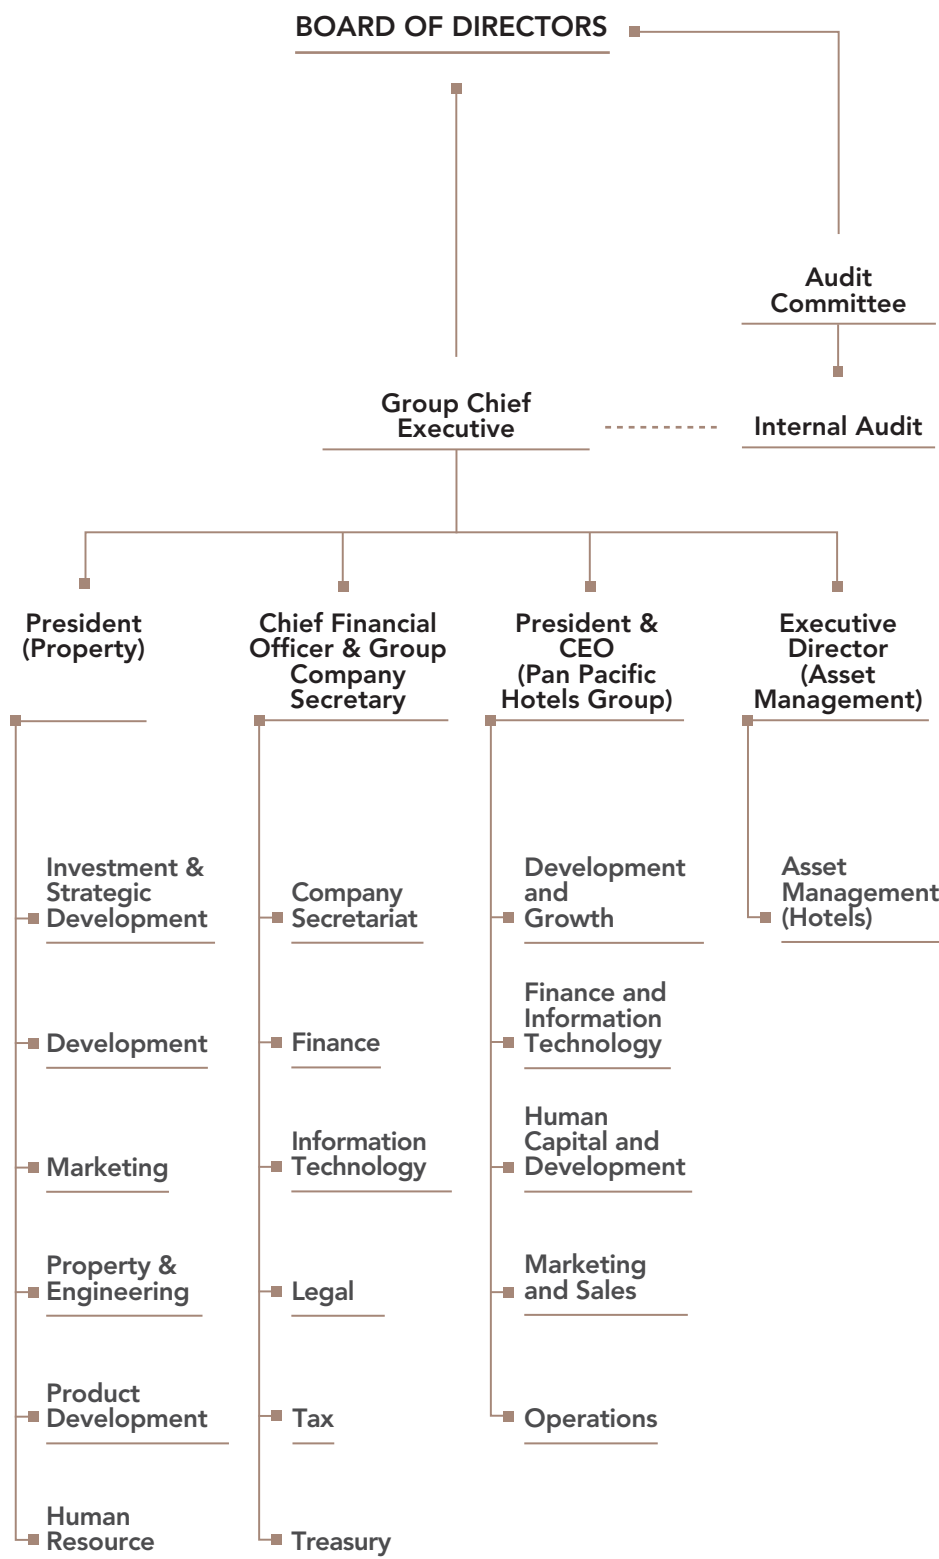 BOARD OF DIRECTORS
Audit
Committee
Group Chief
Executive
Internal Audit
President
(Property)
Chief Financial
Officer & Group
Company
Secretary
President &
CEO
(Pan Pacific
Hotels Group)
Executive
Director
(Asset
Management)
Investment &
Strategic
Development
Development
Marketing
Property &
Engineering
Product
Development
Human
Resource
Company
Secretariat
Finance
Information
Technology
Legal
Tax
Treasury
Development
and
Growth
Finance and
Information
Technology
Human
Capital and
Development
Marketing
and Sales
Operations
Asset
Management
(Hotels)